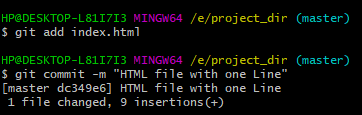 HP@DESKTOP-L81I7I3 MINGW64 /e/project_dir (master)
$ git add index.html
HP@DESKTOP-L81I7I3 MINGW64 /e/project_dir (master)
$ git commit -m "HTML file with one Line"
[master dc349e6] HTML file with one Line
 1 file changed, 9 insertions(+)